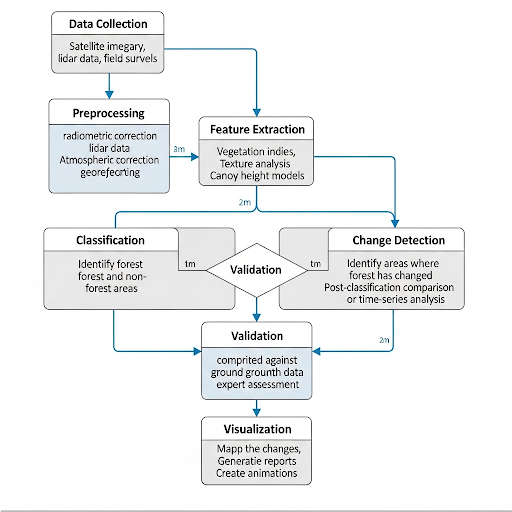 Data Collection
Satellite imegary,
lidar data, field survels
Preprocessing
radiometric correction
lidar data
Atmospheric correction
georefecrting
3m
Feature Extraction
Vegetation indies,
Texture analysis
Canoy height models
2m
Classification
Identiify forest
forest and non-
forest areas
tm
Validation
tm
Change Detection
Identify areas where
forest has changed
Post-classification comparison
or time-series analysis
2m
Validation
comprited against
ground grounth data
expert assessment
Visualization
Mapp the changes,
Generatie reports
Create animations